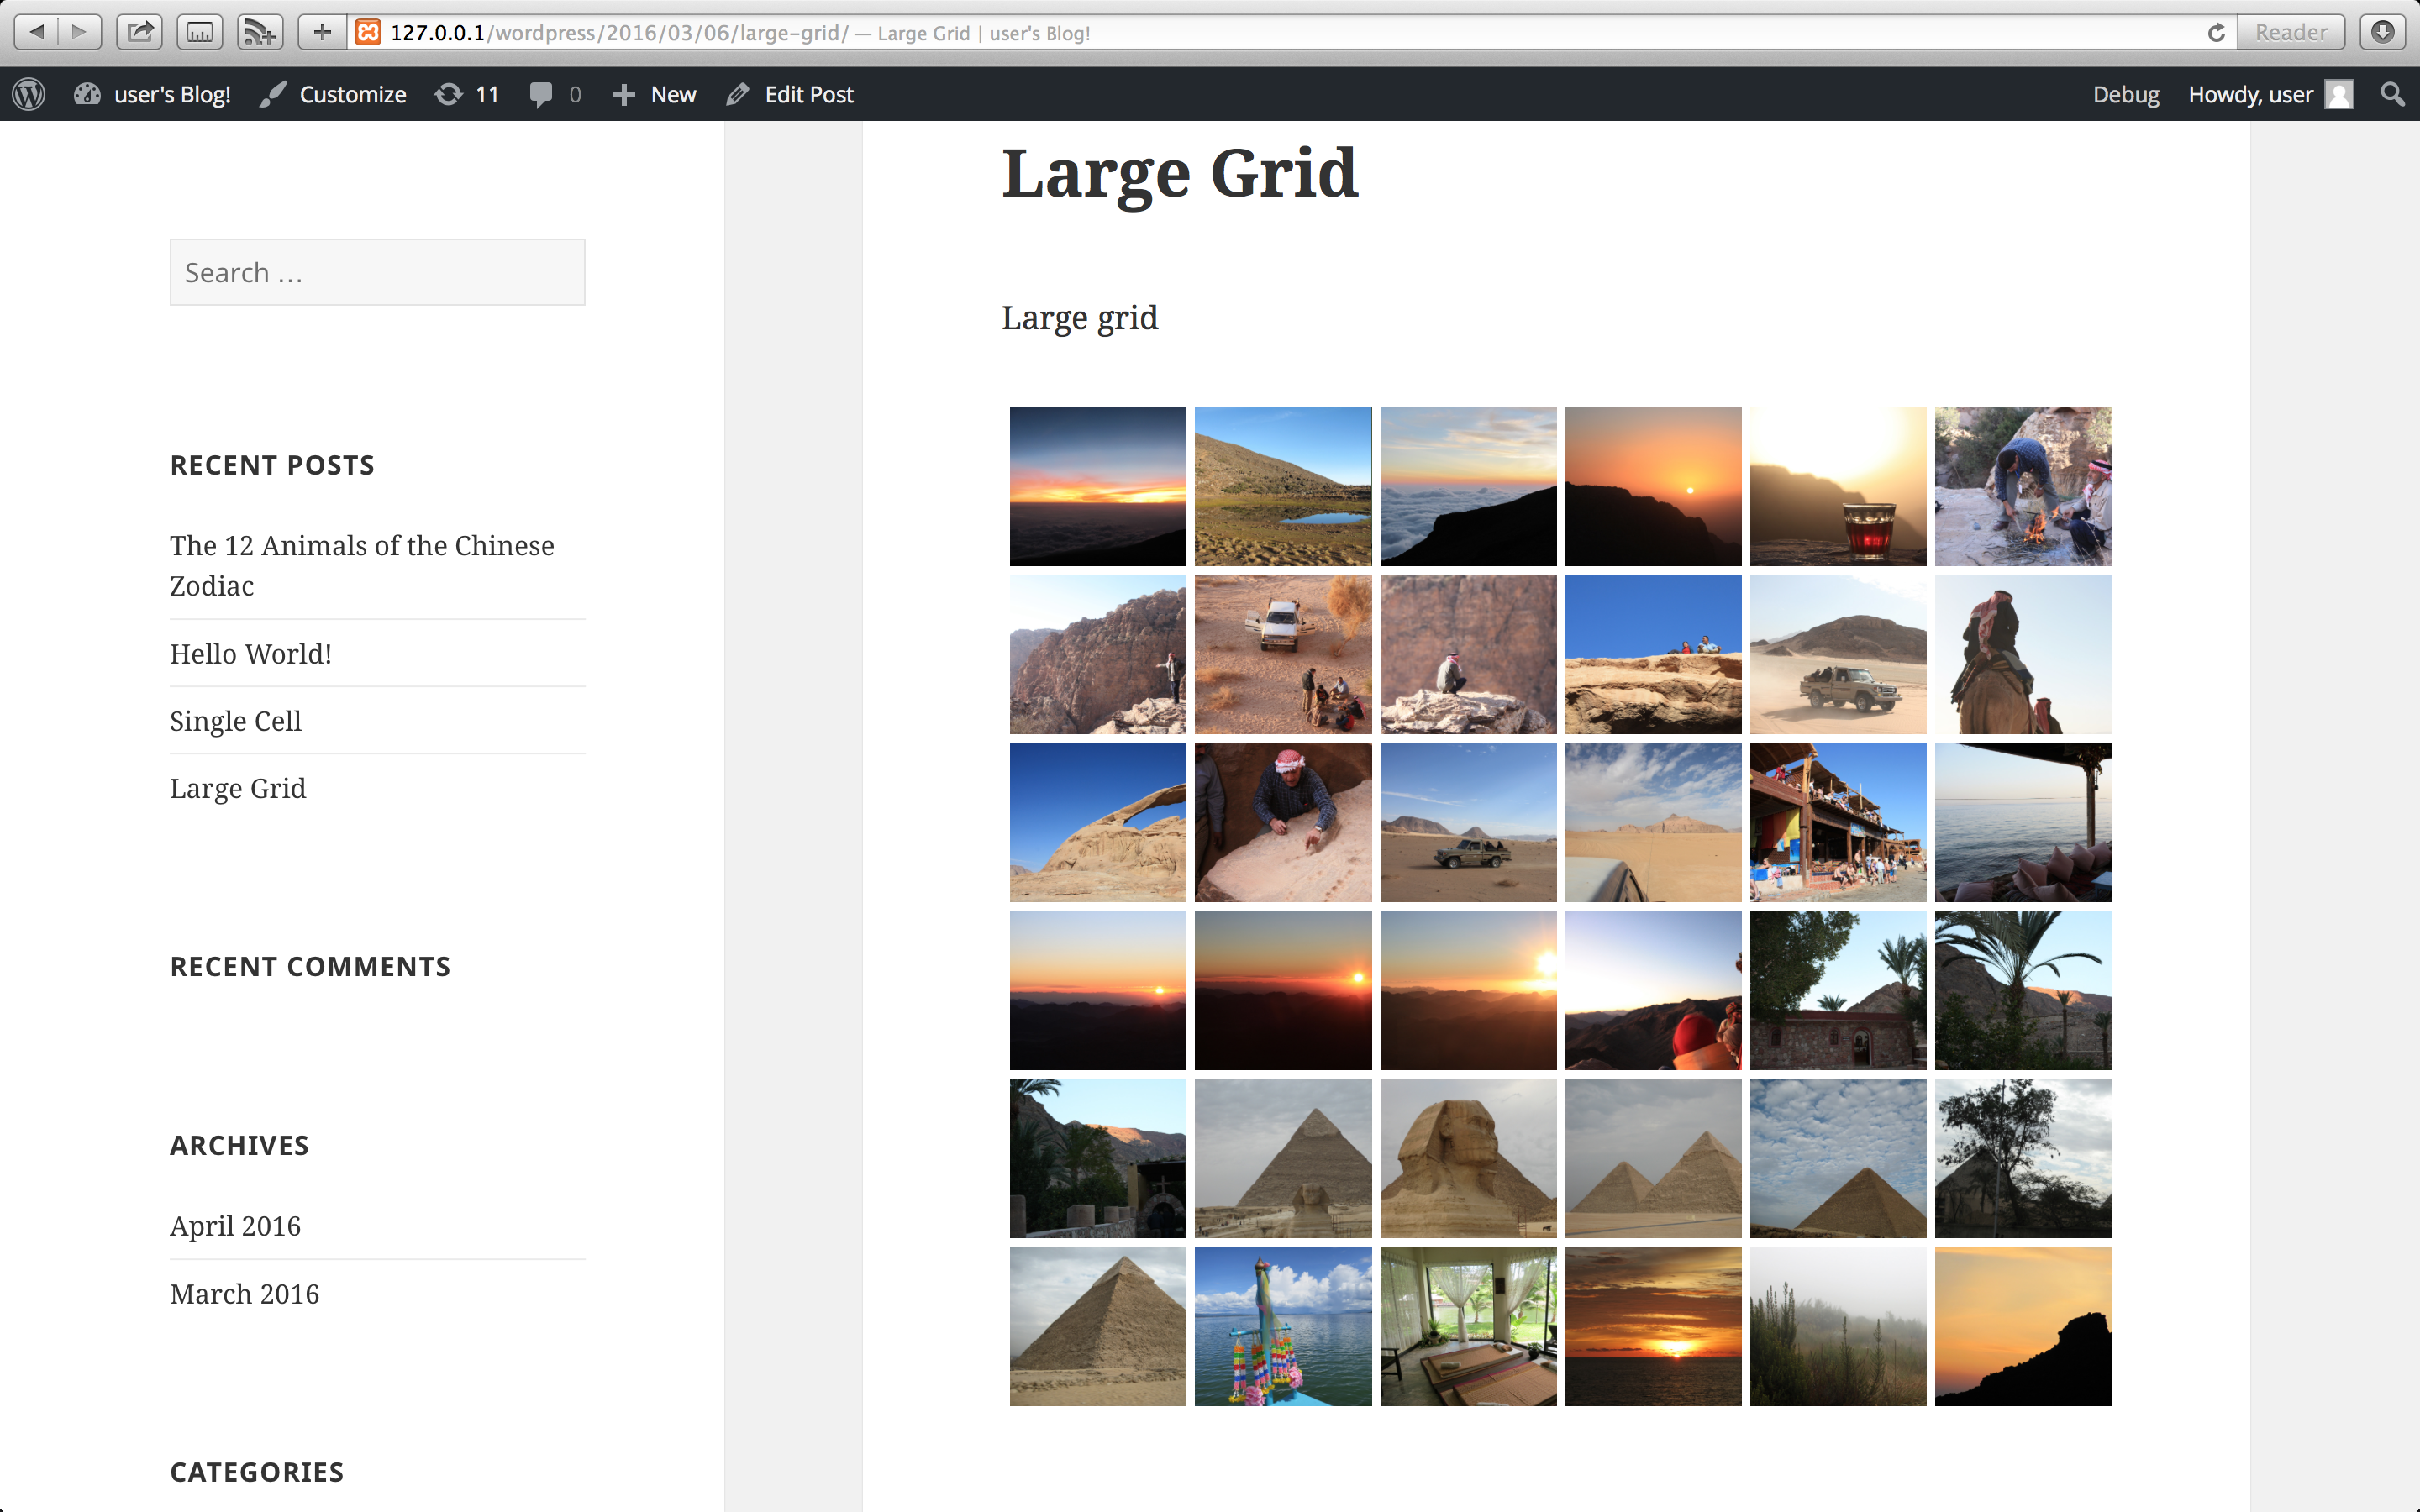 127.0.0.1/wordpress/2016/03/06/large-grid/ — Large Grid | user's Blog!
Reader
user's Blog!
Customize
11
0
New
Edit Post
Debug
Howdy, user
Large Grid
Large grid
Search …
RECENT POSTS
The 12 Animals of the Chinese
Zodiac
Hello World!
Single Cell
Large Grid
RECENT COMMENTS
ARCHIVES
April 2016
March 2016
CATEGORIES